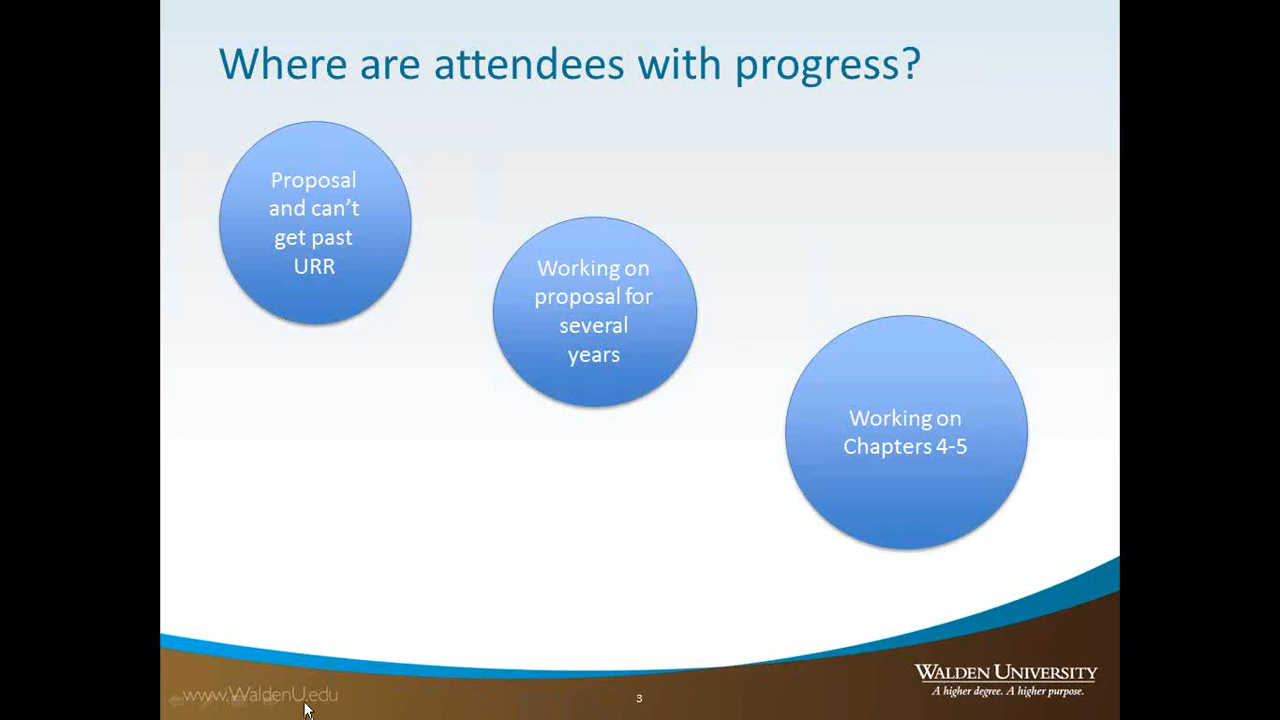 Where are attendees with progress?
Proposal
and can't
get past
URR
Working on
proposal for
several
years
Working on
Chapters 4-5
www.WaldenU.edu
3
WALDEN UNIVERSITY
A higher degree. A higher purpose.